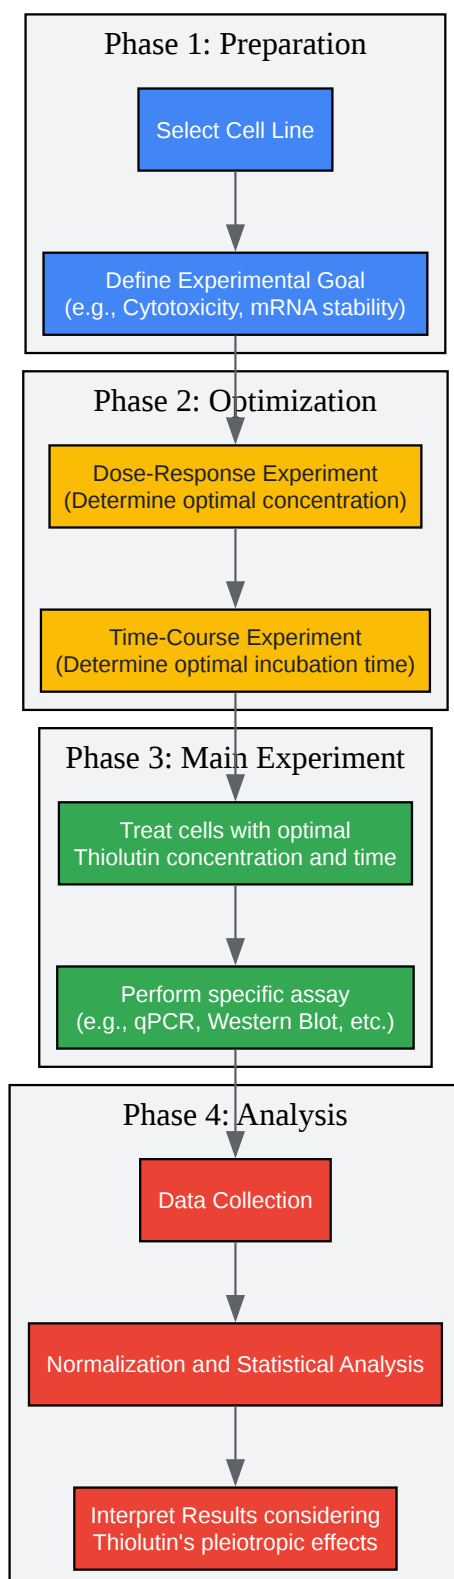 Phase 1: Preparation
Select Cell Line
Define Experimental Goal
(e.g., Cytotoxicity, mRNA stability)
Phase 2: Optimization
Dose-Response Experiment
(Determine optimal concentration)
Time-Course Experiment
(Determine optimal incubation time)
Phase 3: Main Experiment
Treat cells with optimal
Thiolutin concentration and time
Perform specific assay
(e.g., qPCR, Western Blot, etc.)
Phase 4: Analysis
Data Collection
Normalization and Statistical Analysis
Interpret Results considering
Thiolutin's pleiotropic effects